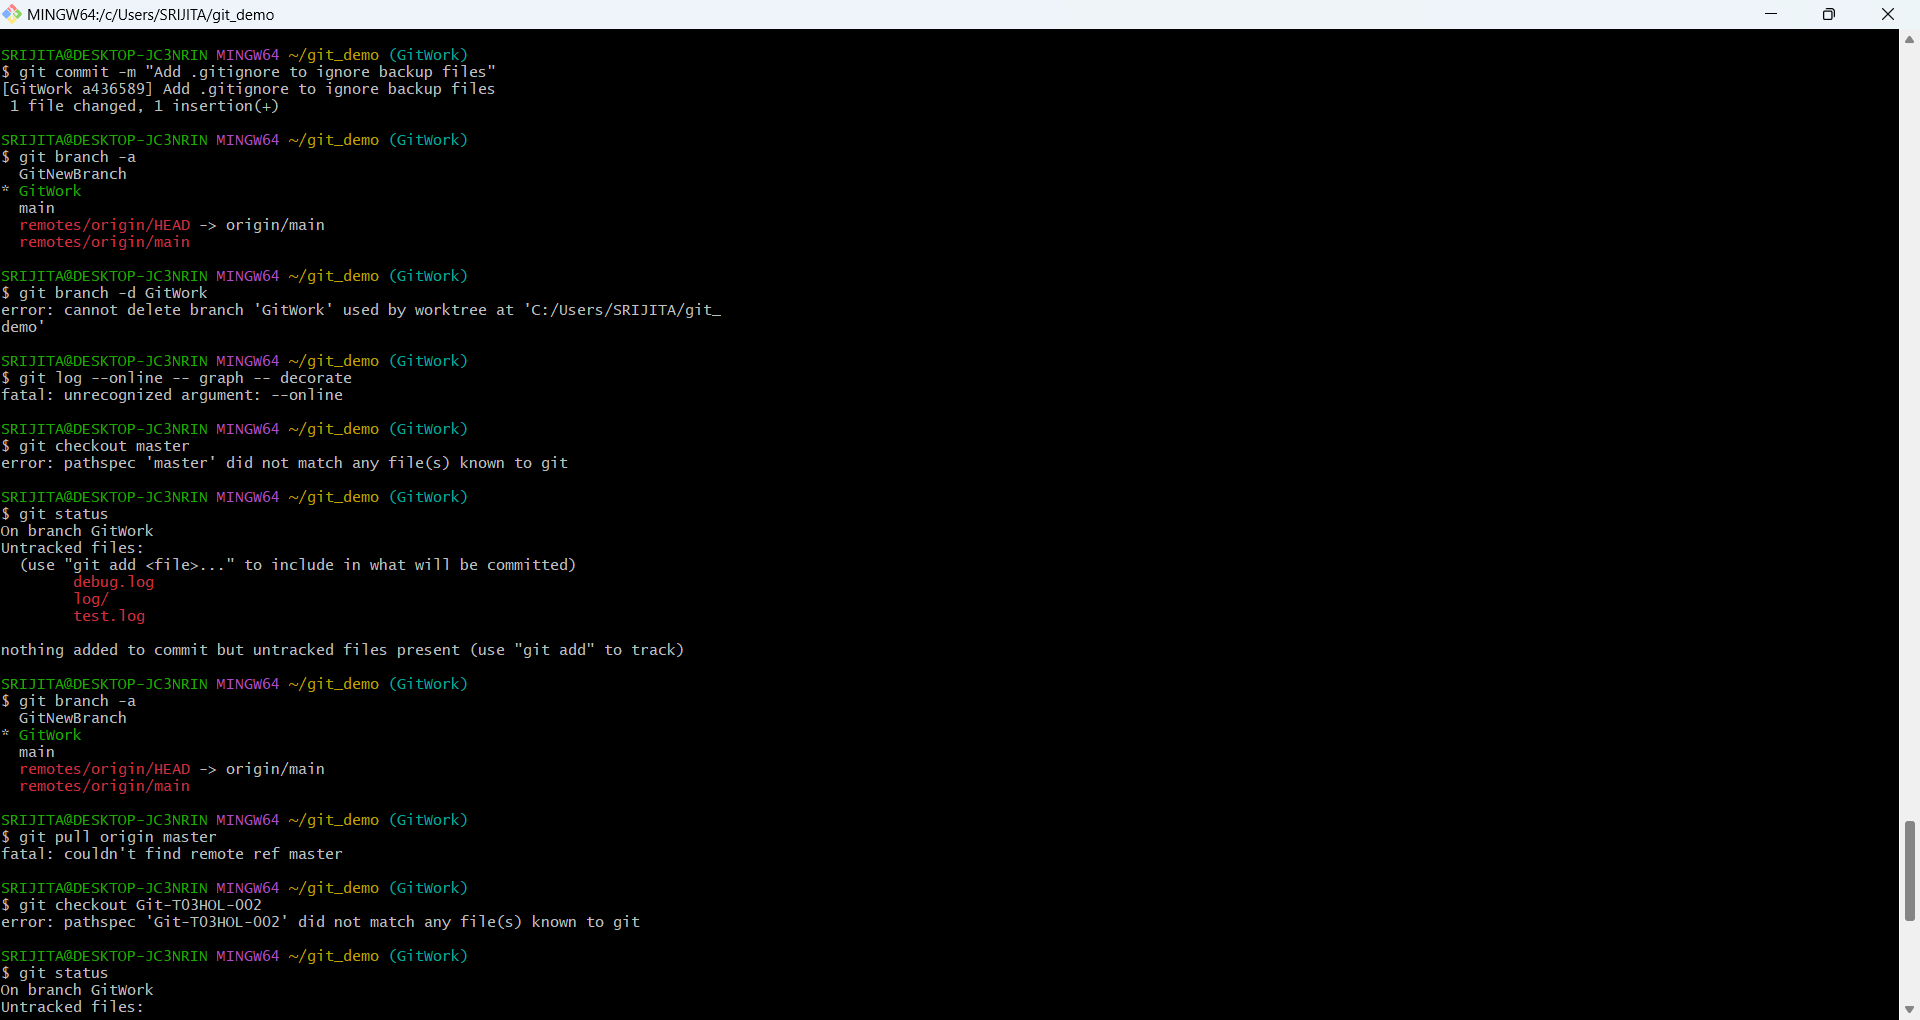 MINGW64:/c/Users/SRIJITA/git_demo
SRIJITA@DESKTOP-JC3NRIN MINGW64 ~/git_demo (GitWork)
$ git commit -m "Add .gitignore to ignore backup files"
[GitWork a436589] Add .gitignore to ignore backup files
 1 file changed, 1 insertion(+)
SRIJITA@DESKTOP-JC3NRIN MINGW64 ~/git_demo (GitWork)
$ git branch -a
  GitNewBranch
* GitWork
  main
  remotes/origin/HEAD -> origin/main
  remotes/origin/main
SRIJITA@DESKTOP-JC3NRIN MINGW64 ~/git_demo (GitWork)
$ git branch -d GitWork
error: cannot delete branch 'GitWork' used by worktree at 'C:/Users/SRIJITA/git_
demo'
SRIJITA@DESKTOP-JC3NRIN MINGW64 ~/git_demo (GitWork)
$ git log --online -- graph -- decorate
fatal: unrecognized argument: --online
SRIJITA@DESKTOP-JC3NRIN MINGW64 ~/git_demo (GitWork)
$ git checkout master
error: pathspec 'master' did not match any file(s) known to git
SRIJITA@DESKTOP-JC3NRIN MINGW64 ~/git_demo (GitWork)
$ git status
On branch GitWork
Untracked files:
  (use "git add <file>..." to include in what will be committed)
        debug.log
        log/
        test.log
nothing added to commit but untracked files present (use "git add" to track)
SRIJITA@DESKTOP-JC3NRIN MINGW64 ~/git_demo (GitWork)
$ git branch -a
  GitNewBranch
* GitWork
  main
  remotes/origin/HEAD -> origin/main
  remotes/origin/main
SRIJITA@DESKTOP-JC3NRIN MINGW64 ~/git_demo (GitWork)
$ git pull origin master
fatal: couldn't find remote ref master
SRIJITA@DESKTOP-JC3NRIN MINGW64 ~/git_demo (GitWork)
$ git checkout Git-T03HOL-002
error: pathspec 'Git-T03HOL-002' did not match any file(s) known to git
SRIJITA@DESKTOP-JC3NRIN MINGW64 ~/git_demo (GitWork)
$ git status
On branch GitWork
Untracked files: